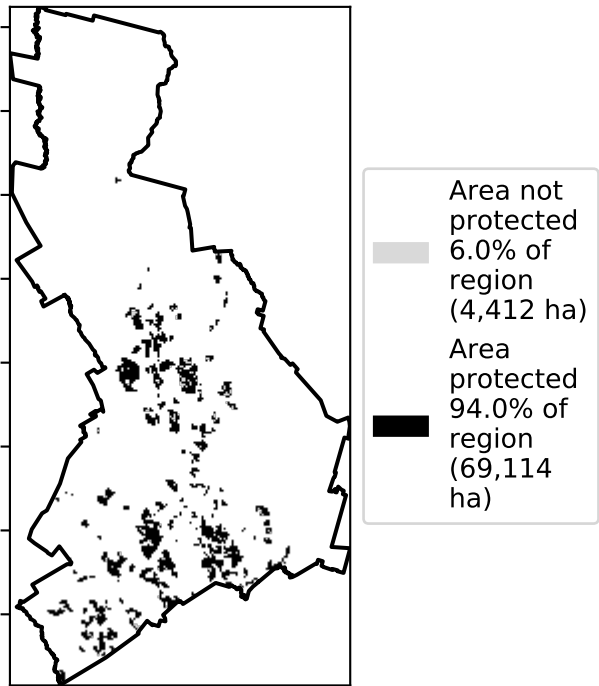 Area not
protected
6.0% of
region
(4,412 ha)
Area
protected
94.0% of
region
(69,114
ha)